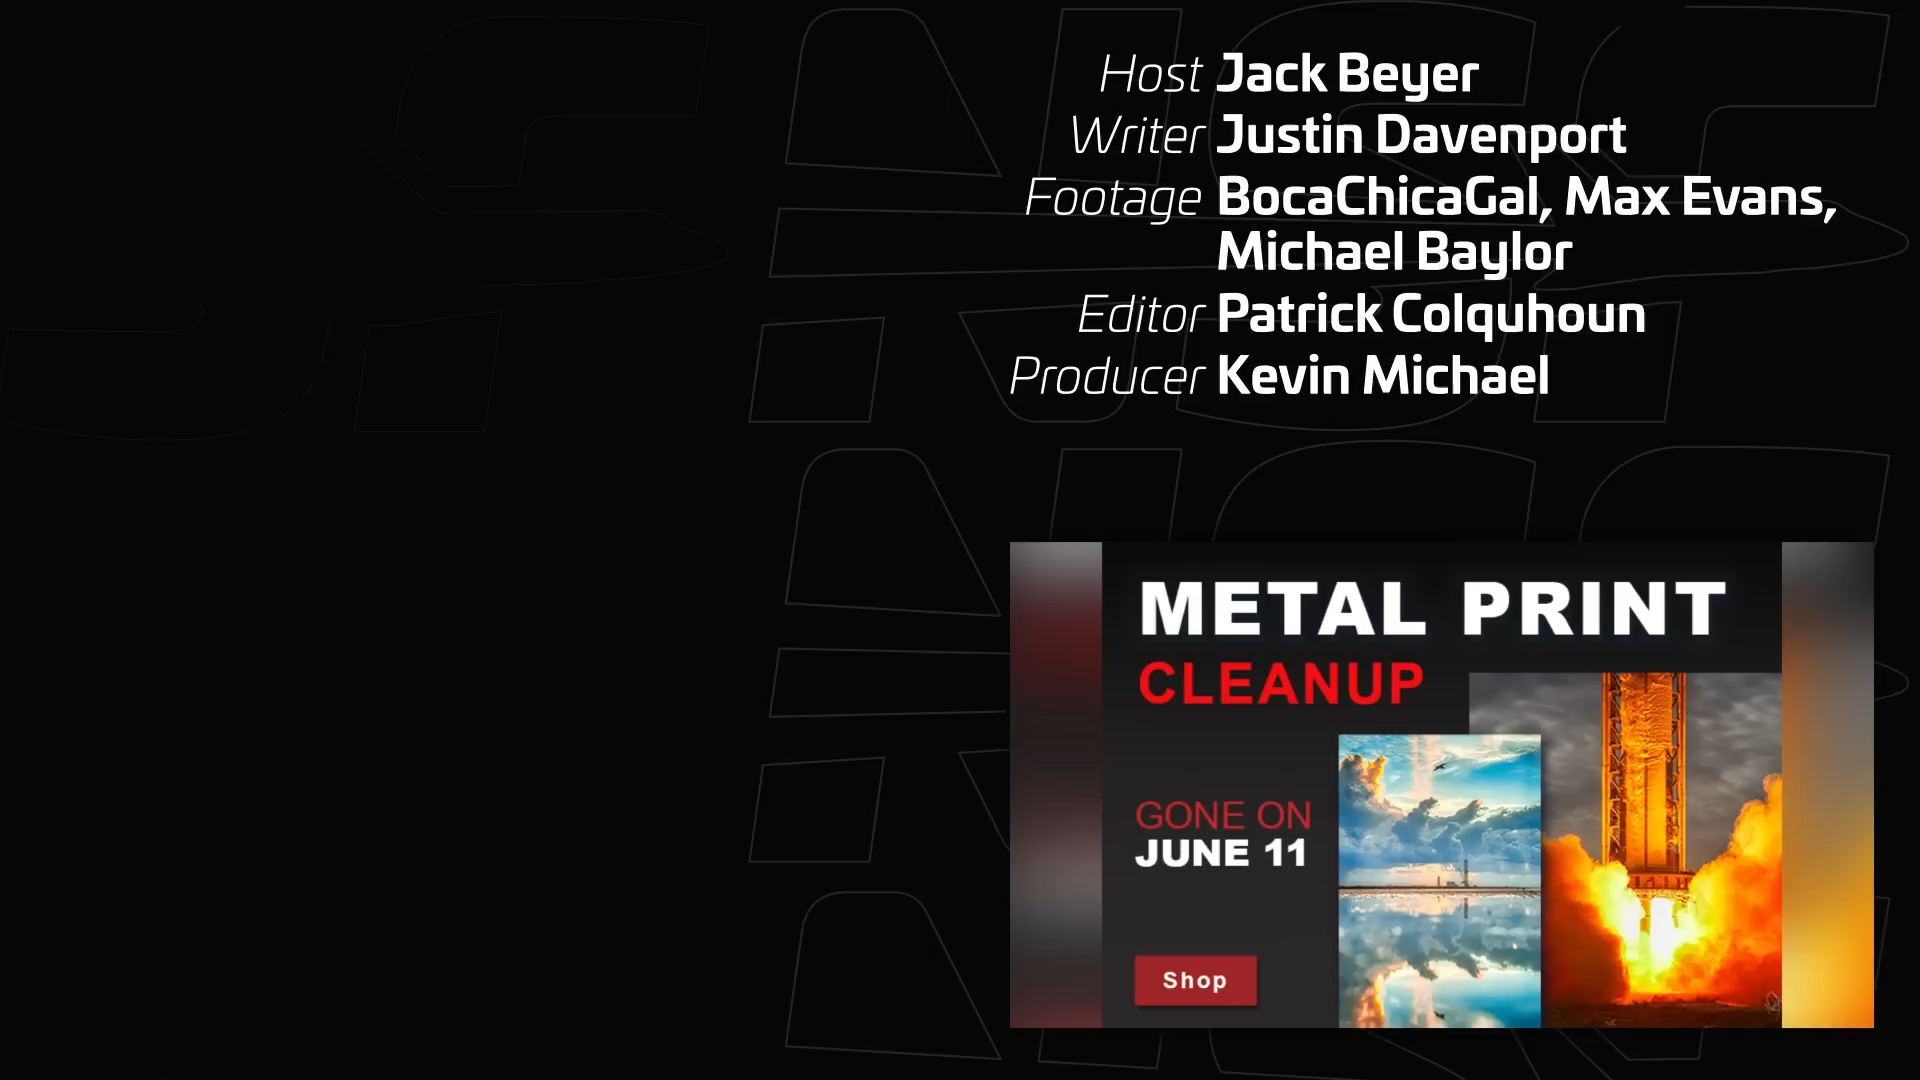 Host Jack Beyer
Writer Justin Davenport
Footage BocaChicaGal, Max Evans,
Michael Baylor
Editor Patrick Colquhoun
Producer Kevin Michael
METAL PRINT
CLEANUP
GONE ON
JUNE 11
Shop